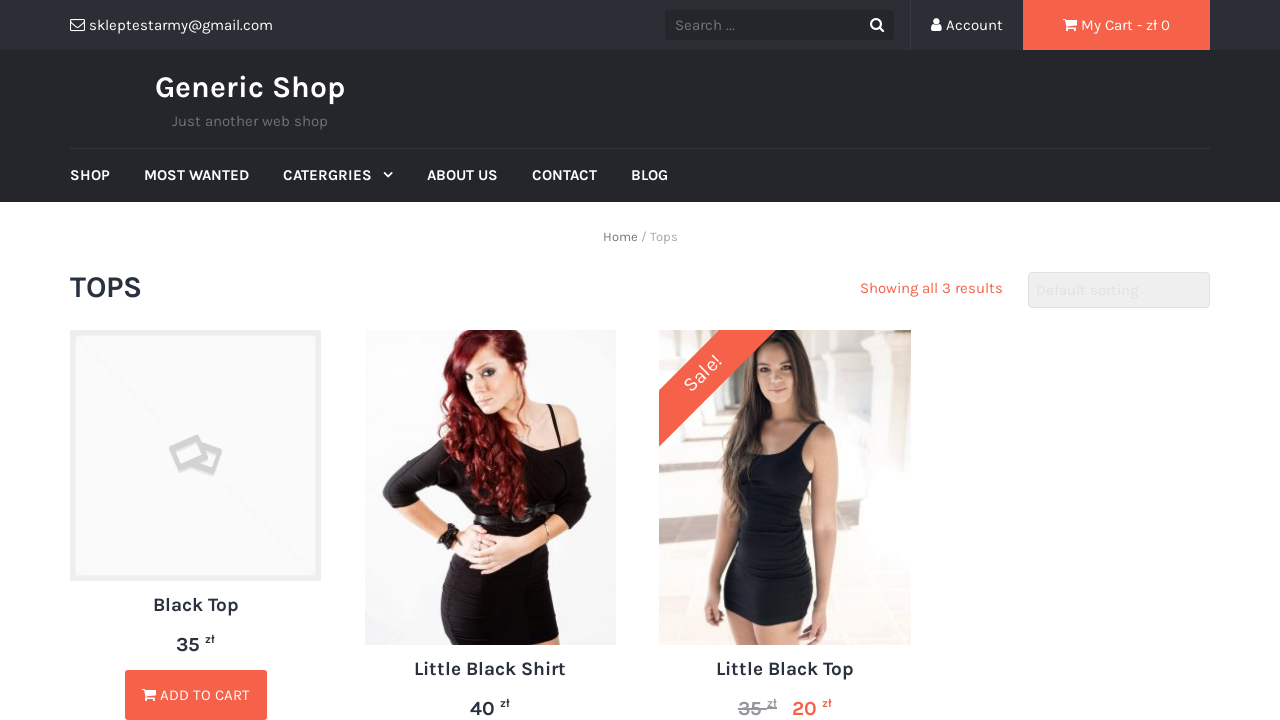 skleptestarmy@gmail.com
Search ...
Account
My Cart - zł 0
Generic Shop
Just another web shop
SHOP
MOST WANTED
CATERGRIES
ABOUT US
CONTACT
BLOG
Home / Tops
TOPS
Showing all 3 results
Default sorting
Sale!
Black Top
35 zł
ADD TO CART
Little Black Shirt
40 zł
Little Black Top
35 zł 20 zł